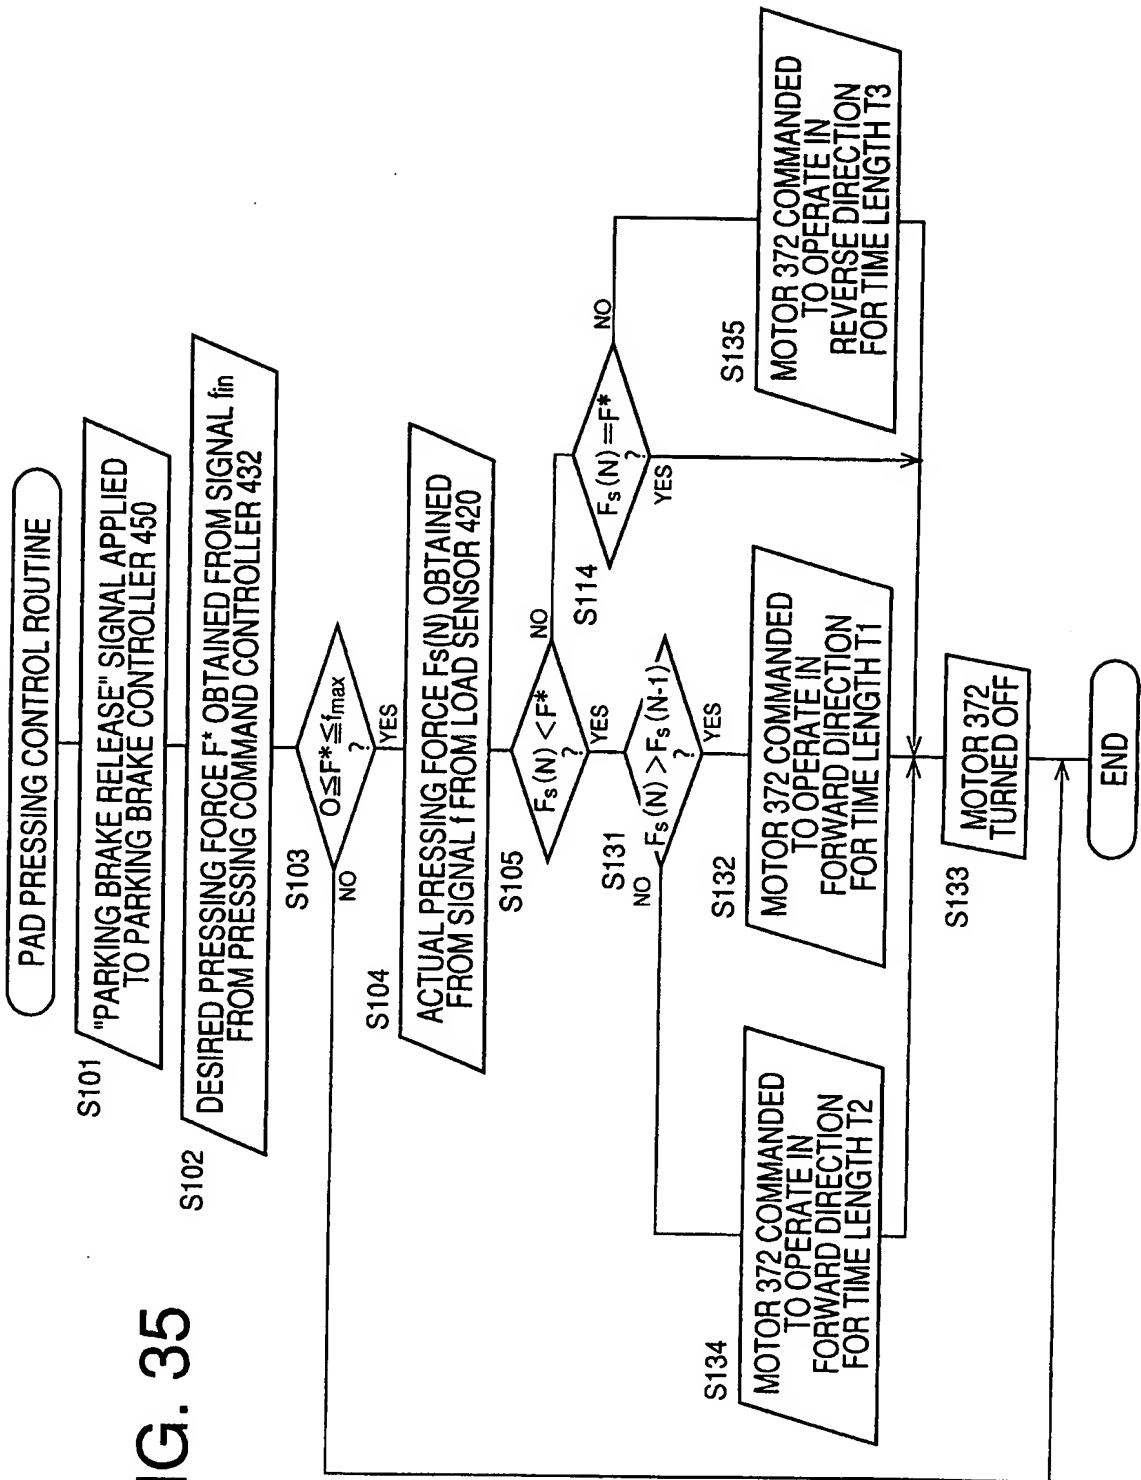 IG. 35
PAD PRESSING CONTROL ROUTINE
S101
"PARKING BRAKE RELEASE" SIGNAL APPLIED
TO PARKING BRAKE CONTROLLER 450
S102
DESIRED PRESSING FORCE F* OBTAINED FROM SIGNAL fin
FROM PRESSING COMMAND CONTROLLER 432
S103
0≦F*≦fmax
?
NO
YES
S104
ACTUAL PRESSING FORCE Fs(N) OBTAINED
FROM SIGNAL f FROM LOAD SENSOR 420
S105
Fs(N) <F*
?
NO
YES
S114
Fs(N)=F*
?
NO
YES
S131
Fs(N) > Fs(N-1)
?
NO
YES
S132
MOTOR 372 COMMANDED
TO OPERATE IN
FORWARD DIRECTION
FOR TIME LENGTH T1
S134
MOTOR 372 COMMANDED
TO OPERATE IN
FORWARD DIRECTION
FOR TIME LENGTH T2
S135
MOTOR 372 COMMANDED
TO OPERATE IN
REVERSE DIRECTION
FOR TIME LENGTH T3
S133
MOTOR 372
TURNED OFF
END